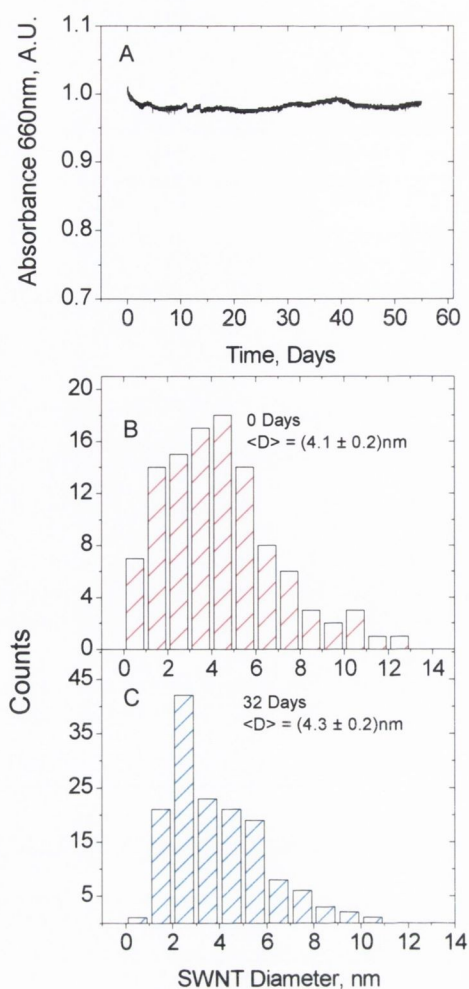 A
Absorbance 660nm, A.U.
1.1
1.0
0.9
0.8
0.7
0 10 20 30 40 50 60
Time, Days
B
0 Days
<D> = (4.1 ± 0.2)nm
20
16
12
8
4
0
0 2 4 6 8 10 12 14
Counts
C
32 Days
<D> = (4.3 ± 0.2)nm
45
35
25
15
5
0 2 4 6 8 10 12 14
SWNT Diameter, nm